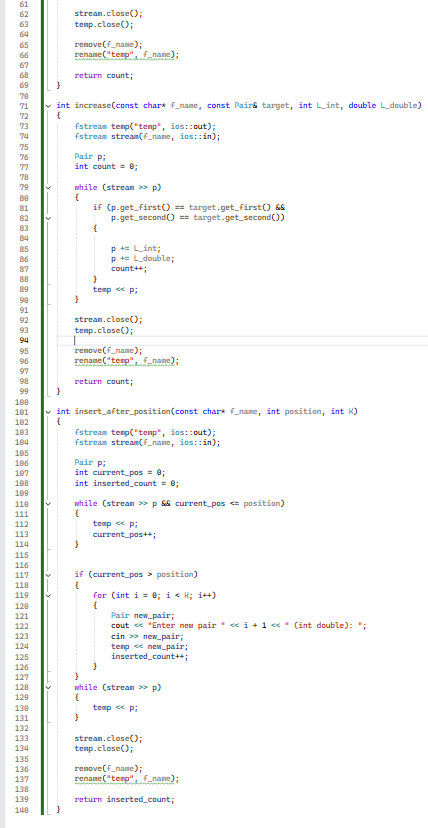 61
62 stream.close();
63 temp.close();
64
65 remove(f_name);
66 rename("temp", f_name);
67
68 return count;
69 }
70
71 int increase(const char* f_name, const Pair& target, int L_int, double L_double)
72 {
73 fstream temp("temp", ios::out);
74 fstream stream(f_name, ios::in);
75
76 Pair p;
77 int count = 0;
78
79 while (stream >> p)
80 {
81 if (p.get_first() == target.get_first() &&
82 p.get_second() == target.get_second())
83 {
84
85 p += L_int;
86 p += L_double;
87 count++;
88 }
89 temp << p;
90 }
91
92 stream.close();
93 temp.close();
94
95 remove(f_name);
96 rename("temp", f_name);
97
98 return count;
99 }
100
101 int insert_after_position(const char* f_name, int position, int K)
102 {
103 fstream temp("temp", ios::out);
104 fstream stream(f_name, ios::in);
105
106 Pair p;
107 int current_pos = 0;
108 int inserted_count = 0;
109
110 while (stream >> p && current_pos <= position)
111 {
112 temp << p;
113 current_pos++;
114 }
115
116
117 if (current_pos > position)
118 {
119 for (int i = 0; i < K; i++)
120 {
121 Pair new_pair;
122 cout << "Enter new pair " << i + 1 << " (int double): ";
123 cin >> new_pair;
124 temp << new_pair;
125 inserted_count++;
126 }
127 }
128 while (stream >> p)
129 {
130 temp << p;
131 }
132
133 stream.close();
134 temp.close();
135
136 remove(f_name);
137 rename("temp", f_name);
138
139 return inserted_count;
140 }